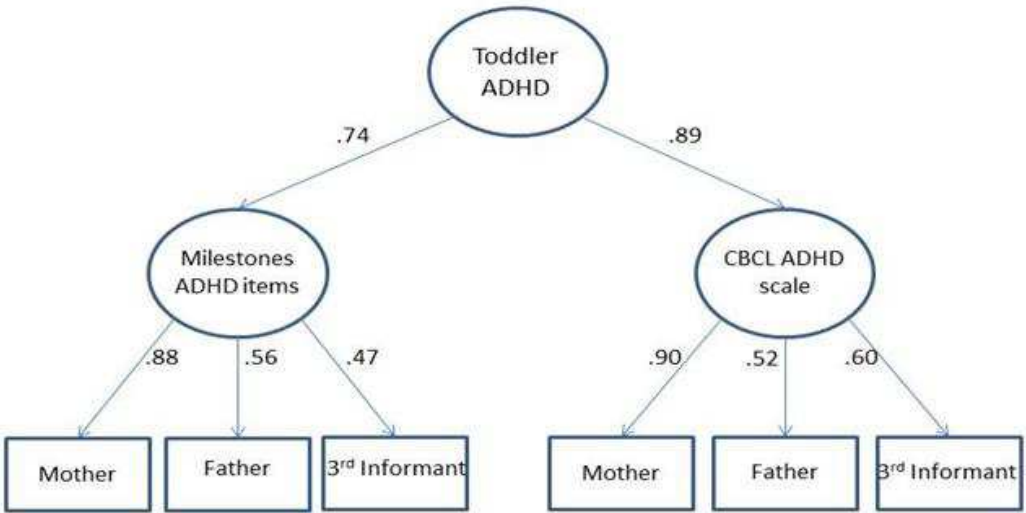 Toddler
ADHD
.74
.89
Milestones
ADHD items
CBCL ADHD
scale
.88
.56
.47
.90
.52
.60
Mother
Father
3rd Informant
Mother
Father
3rd Informant